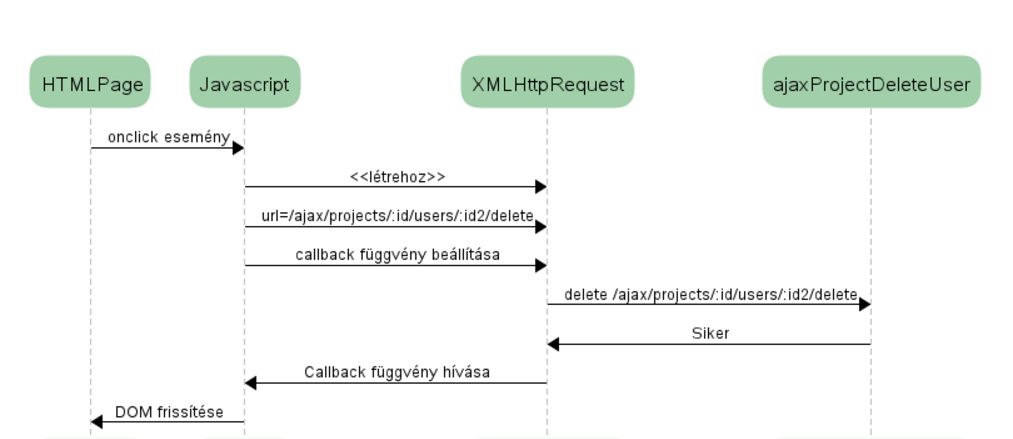 HTMLPage
Javascript
XMLHttpRequest
ajaxProjectDeleteUser
onclick esemény
<<létrehoz>>
url=/ajax/projects/:id/users/:id2/delete
callback függvény beállítása
delete /ajax/projects/:id/users/:id2/delete
Siker
Callback függvény hívása
DOM frissítése